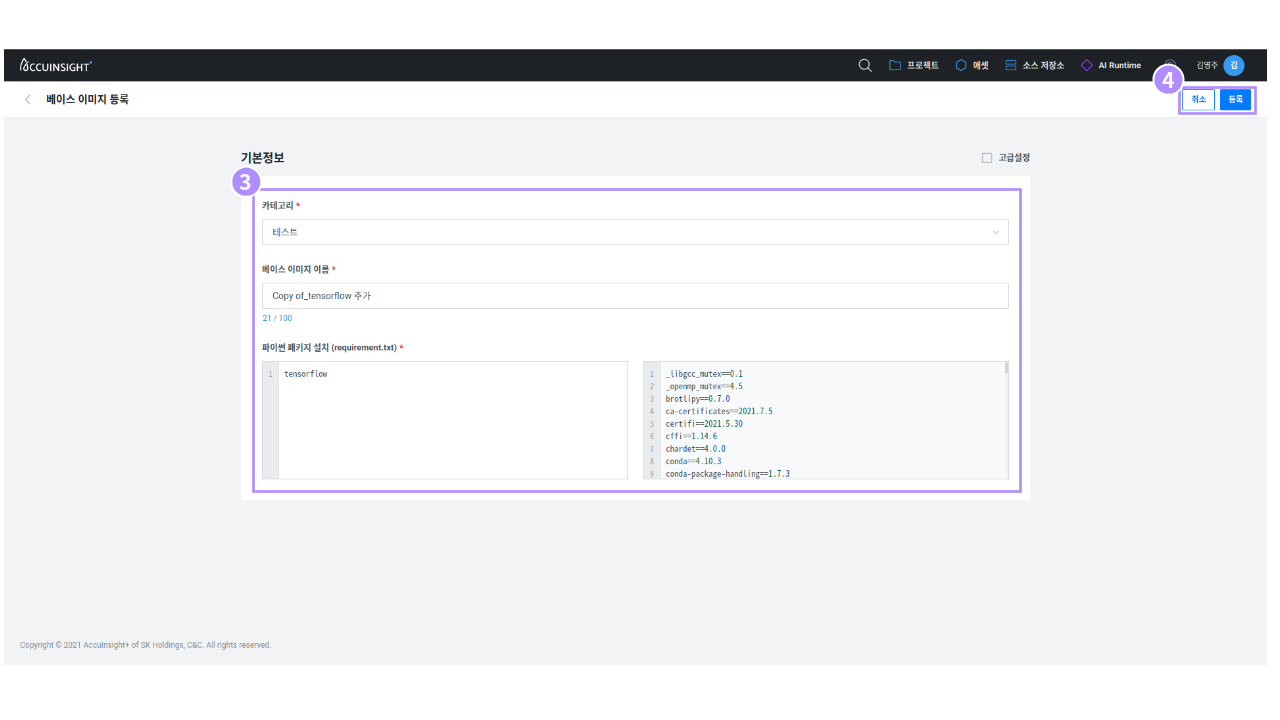 ACCUINSIGHT+
프로젝트
애셋
소스 저장소
AI Runtime
김영주
김
베이스 이미지 등록
4
취소
등록
기본정보
고급설정
3
카테고리 *
테스트
베이스 이미지 이름 *
Copy of_tensorflow 추가
21 / 100
파이썬 패키지 설치 (requirement.txt) *
1 tensorflow
1 _libgcc_mutex==0.1
2 _openmp_mutex==4.5
3 brotlipy==0.7.0
4 ca-certificates==2021.7.5
5 certifi==2021.5.30
6 cffi==1.14.6
7 chardet==4.0.0
8 conda==4.10.3
9 conda-package-handling==1.7.3
Copyright © 2021 AccuInsight+ of SK Holdings, C&C. All rights reserved.